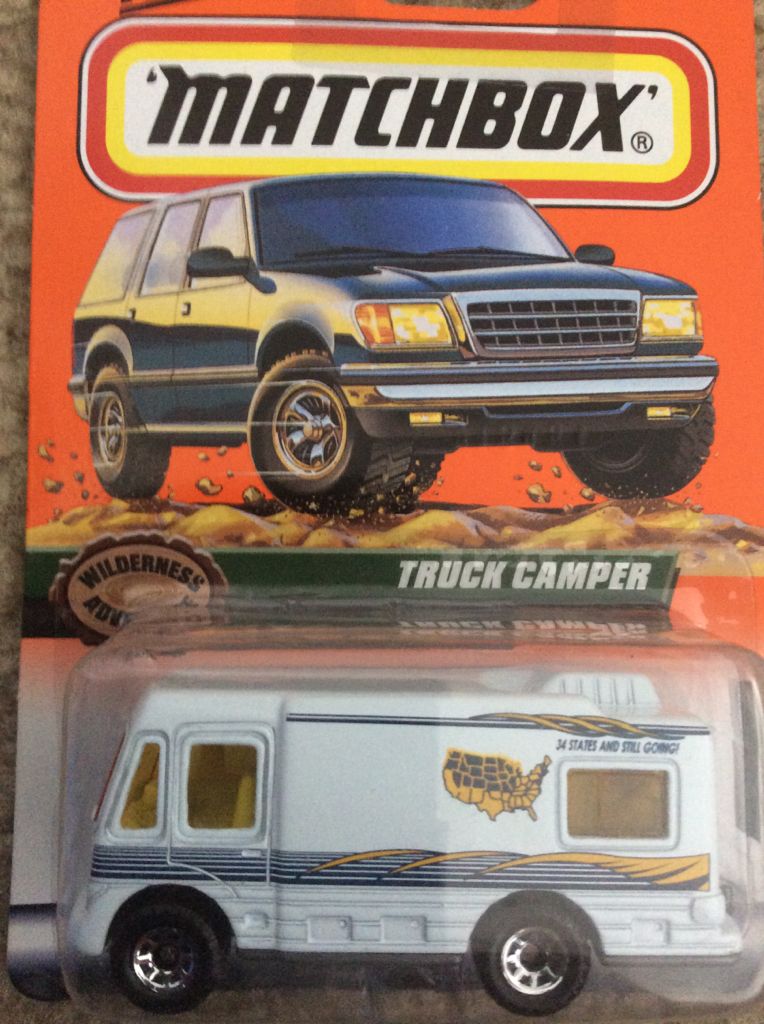 'MATCHBOX'®
WILDERNESS
TRUCK CAMPER
34 STATES AND STILL GOING!